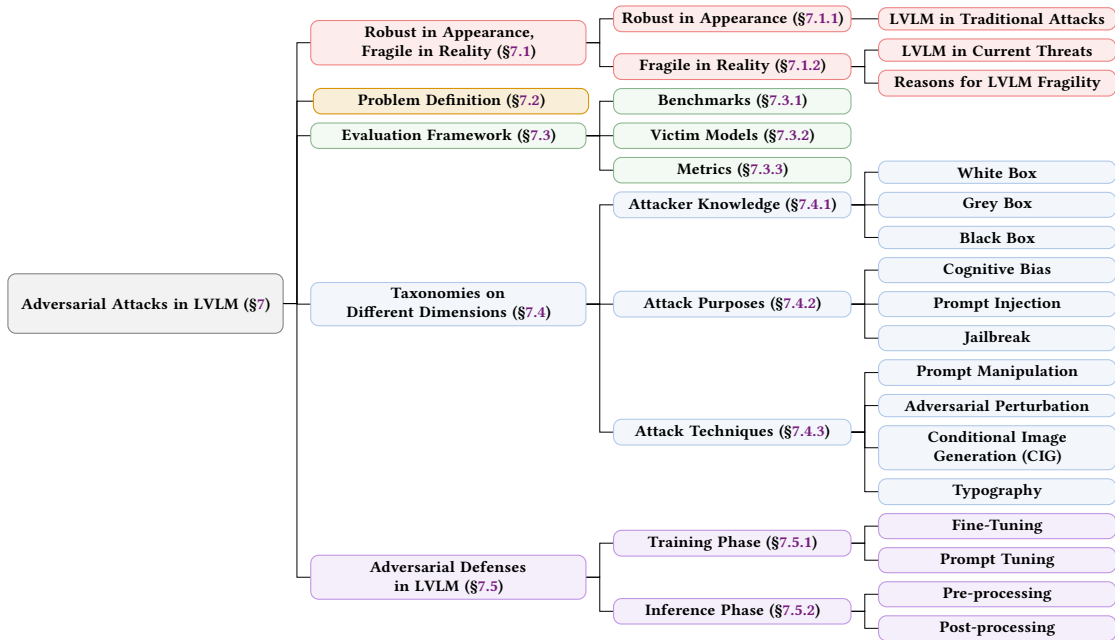 Adversarial Attacks in LVLM (§7)
Robust in Appearance,
Fragile in Reality (§7.1)
Robust in Appearance (§7.1.1)
LVLM in Traditional Attacks
Fragile in Reality (§7.1.2)
LVLM in Current Threats
Reasons for LVLM Fragility
Problem Definition (§7.2)
Evaluation Framework (§7.3)
Benchmarks (§7.3.1)
Victim Models (§7.3.2)
Metrics (§7.3.3)
Taxonomies on
Different Dimensions (§7.4)
Attacker Knowledge (§7.4.1)
White Box
Grey Box
Black Box
Attack Purposes (§7.4.2)
Cognitive Bias
Prompt Injection
Jailbreak
Attack Techniques (§7.4.3)
Prompt Manipulation
Adversarial Perturbation
Conditional Image
Generation (CIG)
Typography
Adversarial Defenses
in LVLM (§7.5)
Training Phase (§7.5.1)
Fine-Tuning
Prompt Tuning
Inference Phase (§7.5.2)
Pre-processing
Post-processing